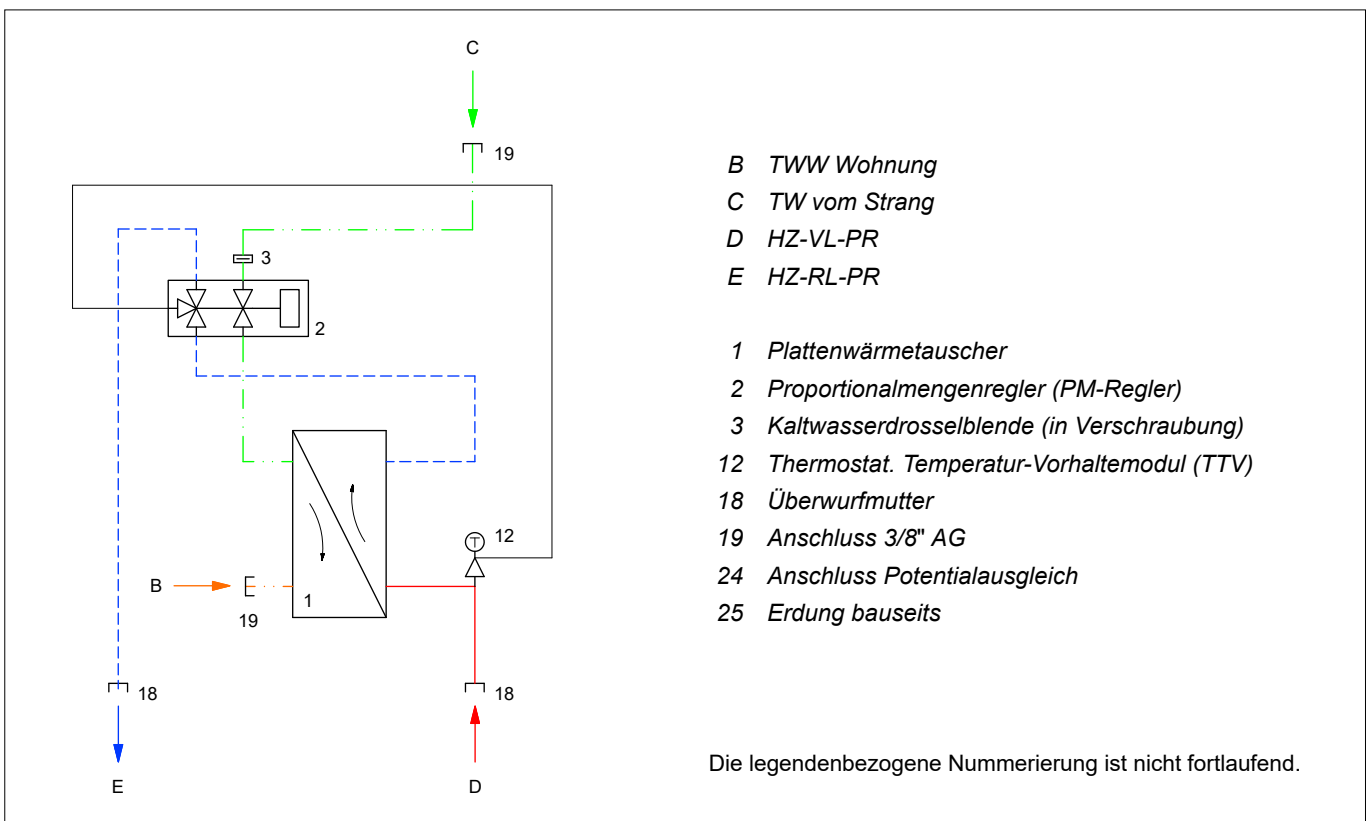 C
19
3
2
12
B
19
1
18
18
E
D
B TWW Wohnung
C TW vom Strang
D HZ-VL-PR
E HZ-RL-PR
1 Plattenwärmetauscher
2 Proportionalmengenregler (PM-Regler)
3 Kaltwasserdrosselblende (in Verschraubung)
12 Thermostat. Temperatur-Vorhaltemodul (TTV)
18 Überwurfmutter
19 Anschluss 3/8" AG
24 Anschluss Potentialausgleich
25 Erdung bauseits
Die legendenbezogene Nummerierung ist nicht fortlaufend.
T